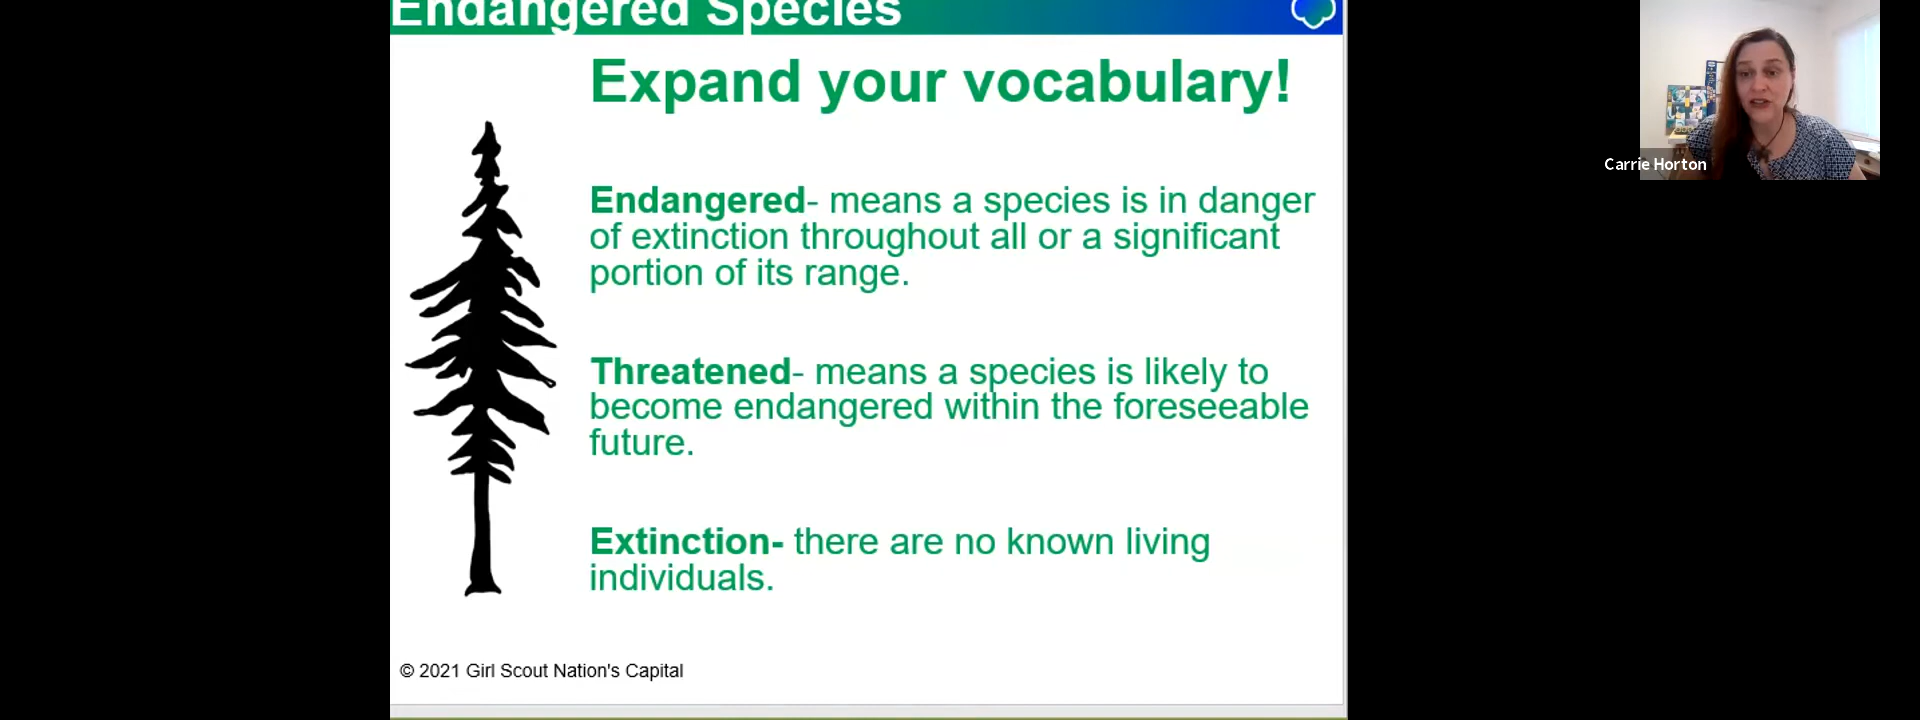 Endangered Species
Expand your vocabulary!
Carrie Horton
Endangered- means a species is in danger
of extinction throughout all or a significant
portion of its range.
Threatened- means a species is likely to
become endangered within the foreseeable
future.
Extinction- there are no known living
individuals.
© 2021 Girl Scout Nation's Capital